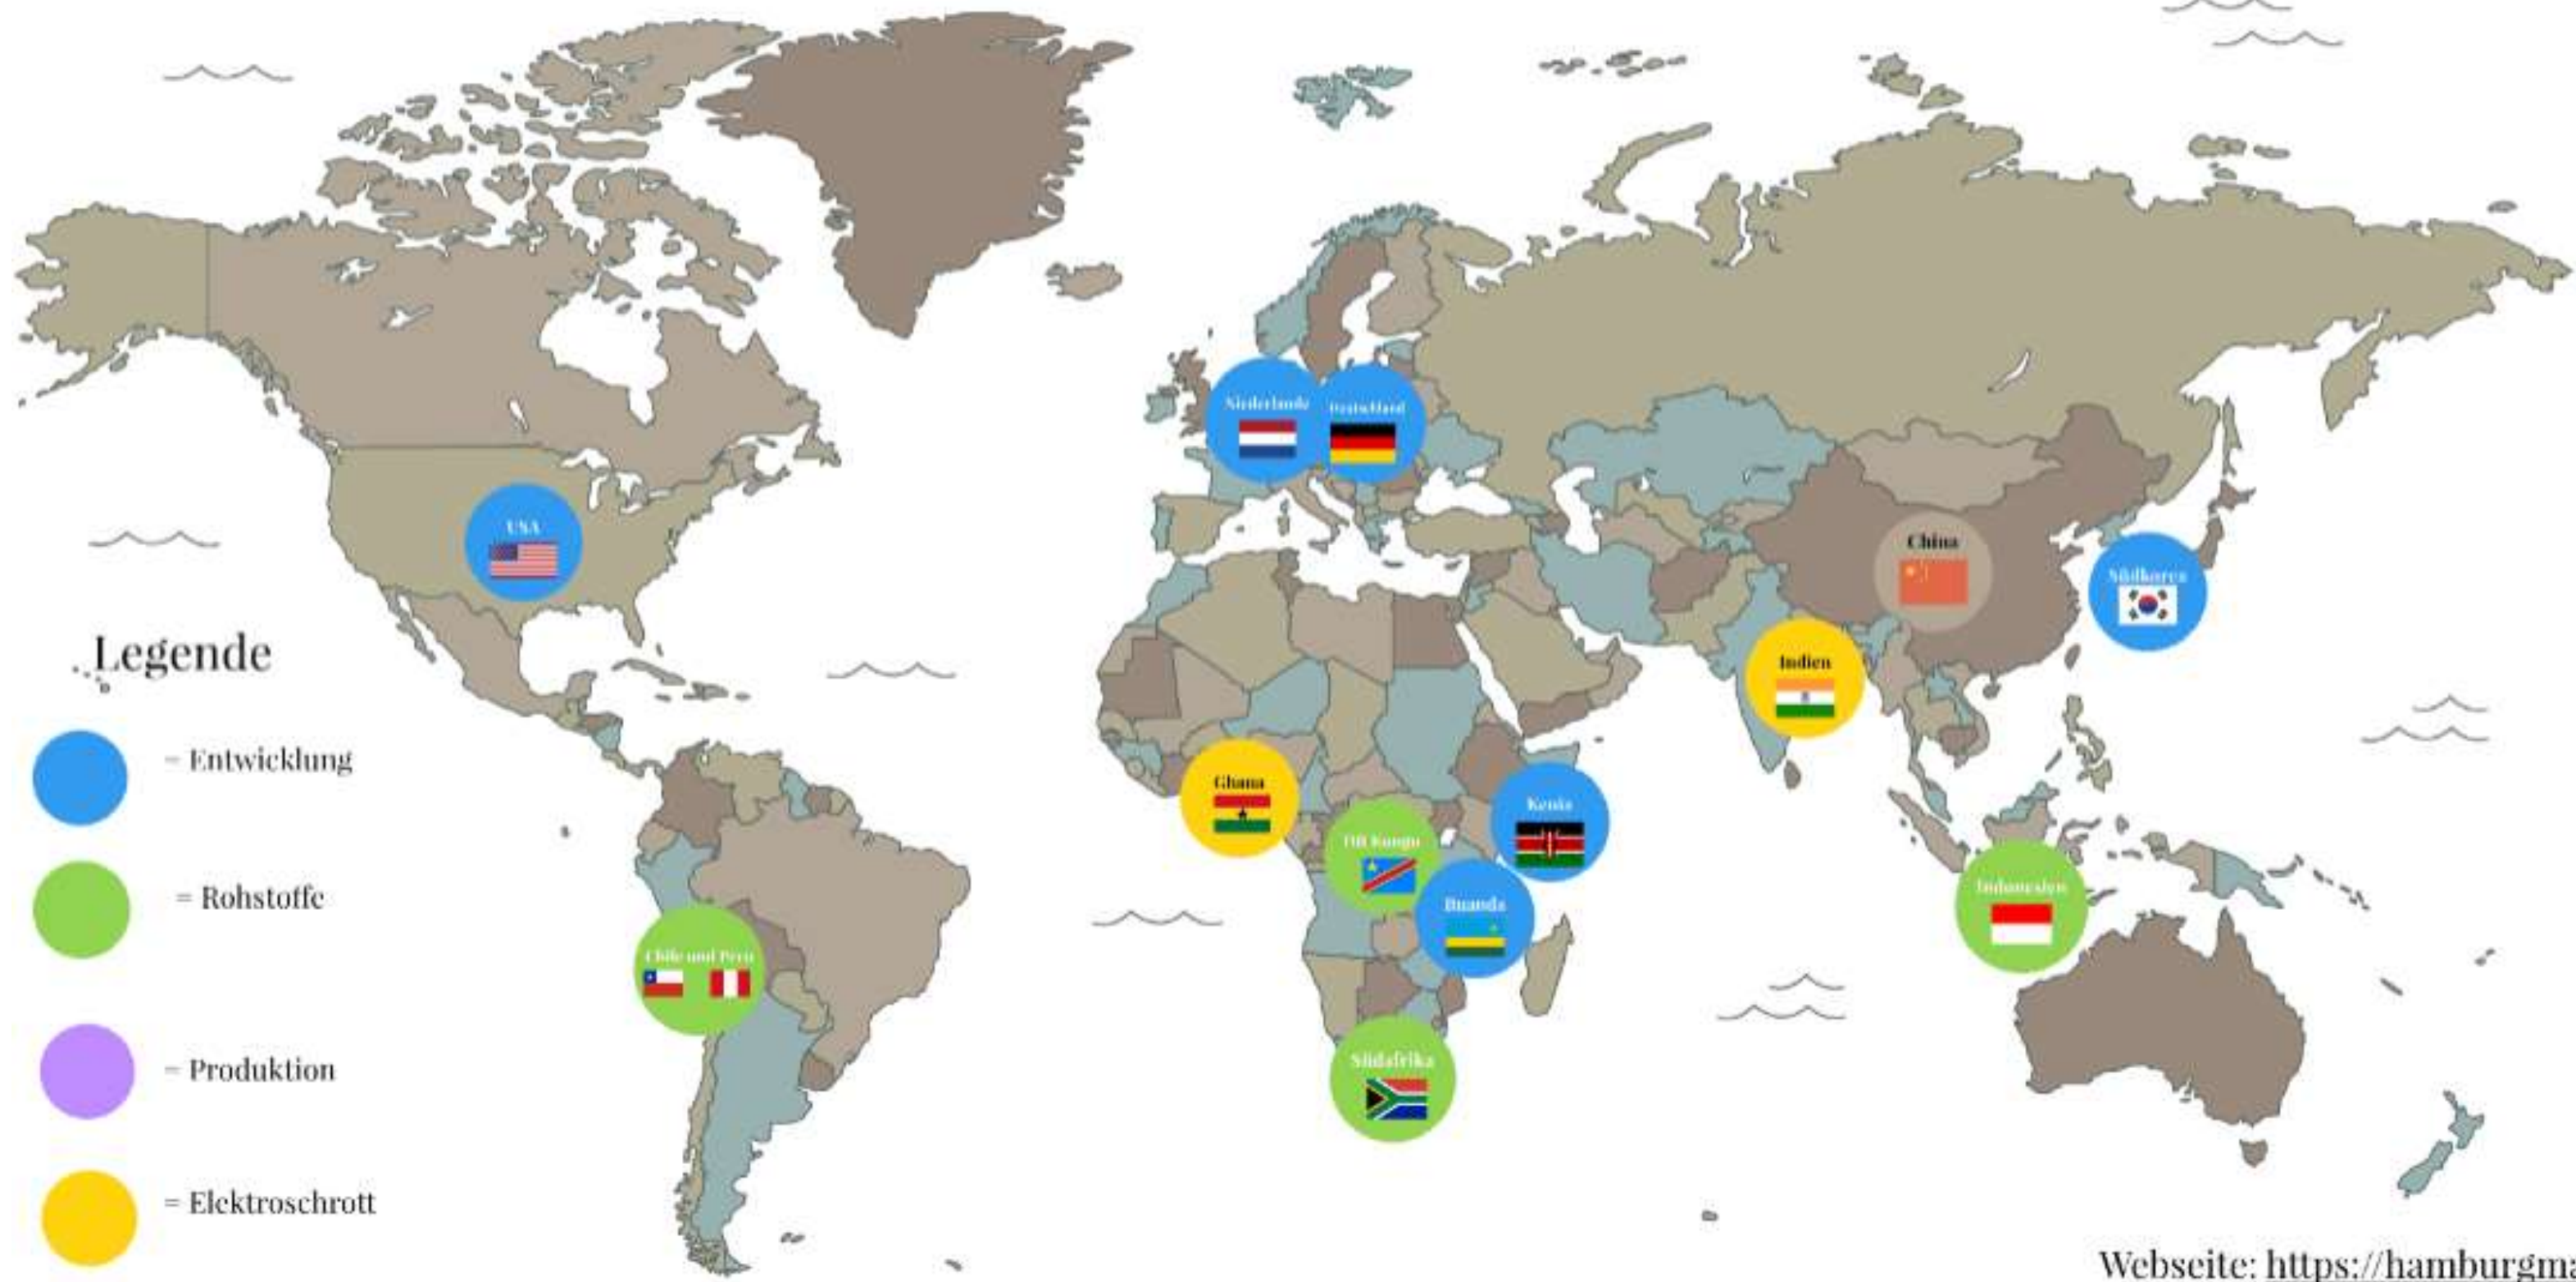 Niederlande
Deutschland
USA
China
Südkorea
Legende
Indien
= Entwicklung
Ghana
Kenia
DR Kongo
= Rohstoffe
Indonesien
Ruanda
Chile und Peru
= Produktion
Südafrika
= Elektroschrott
Webseite: https://hamburgma